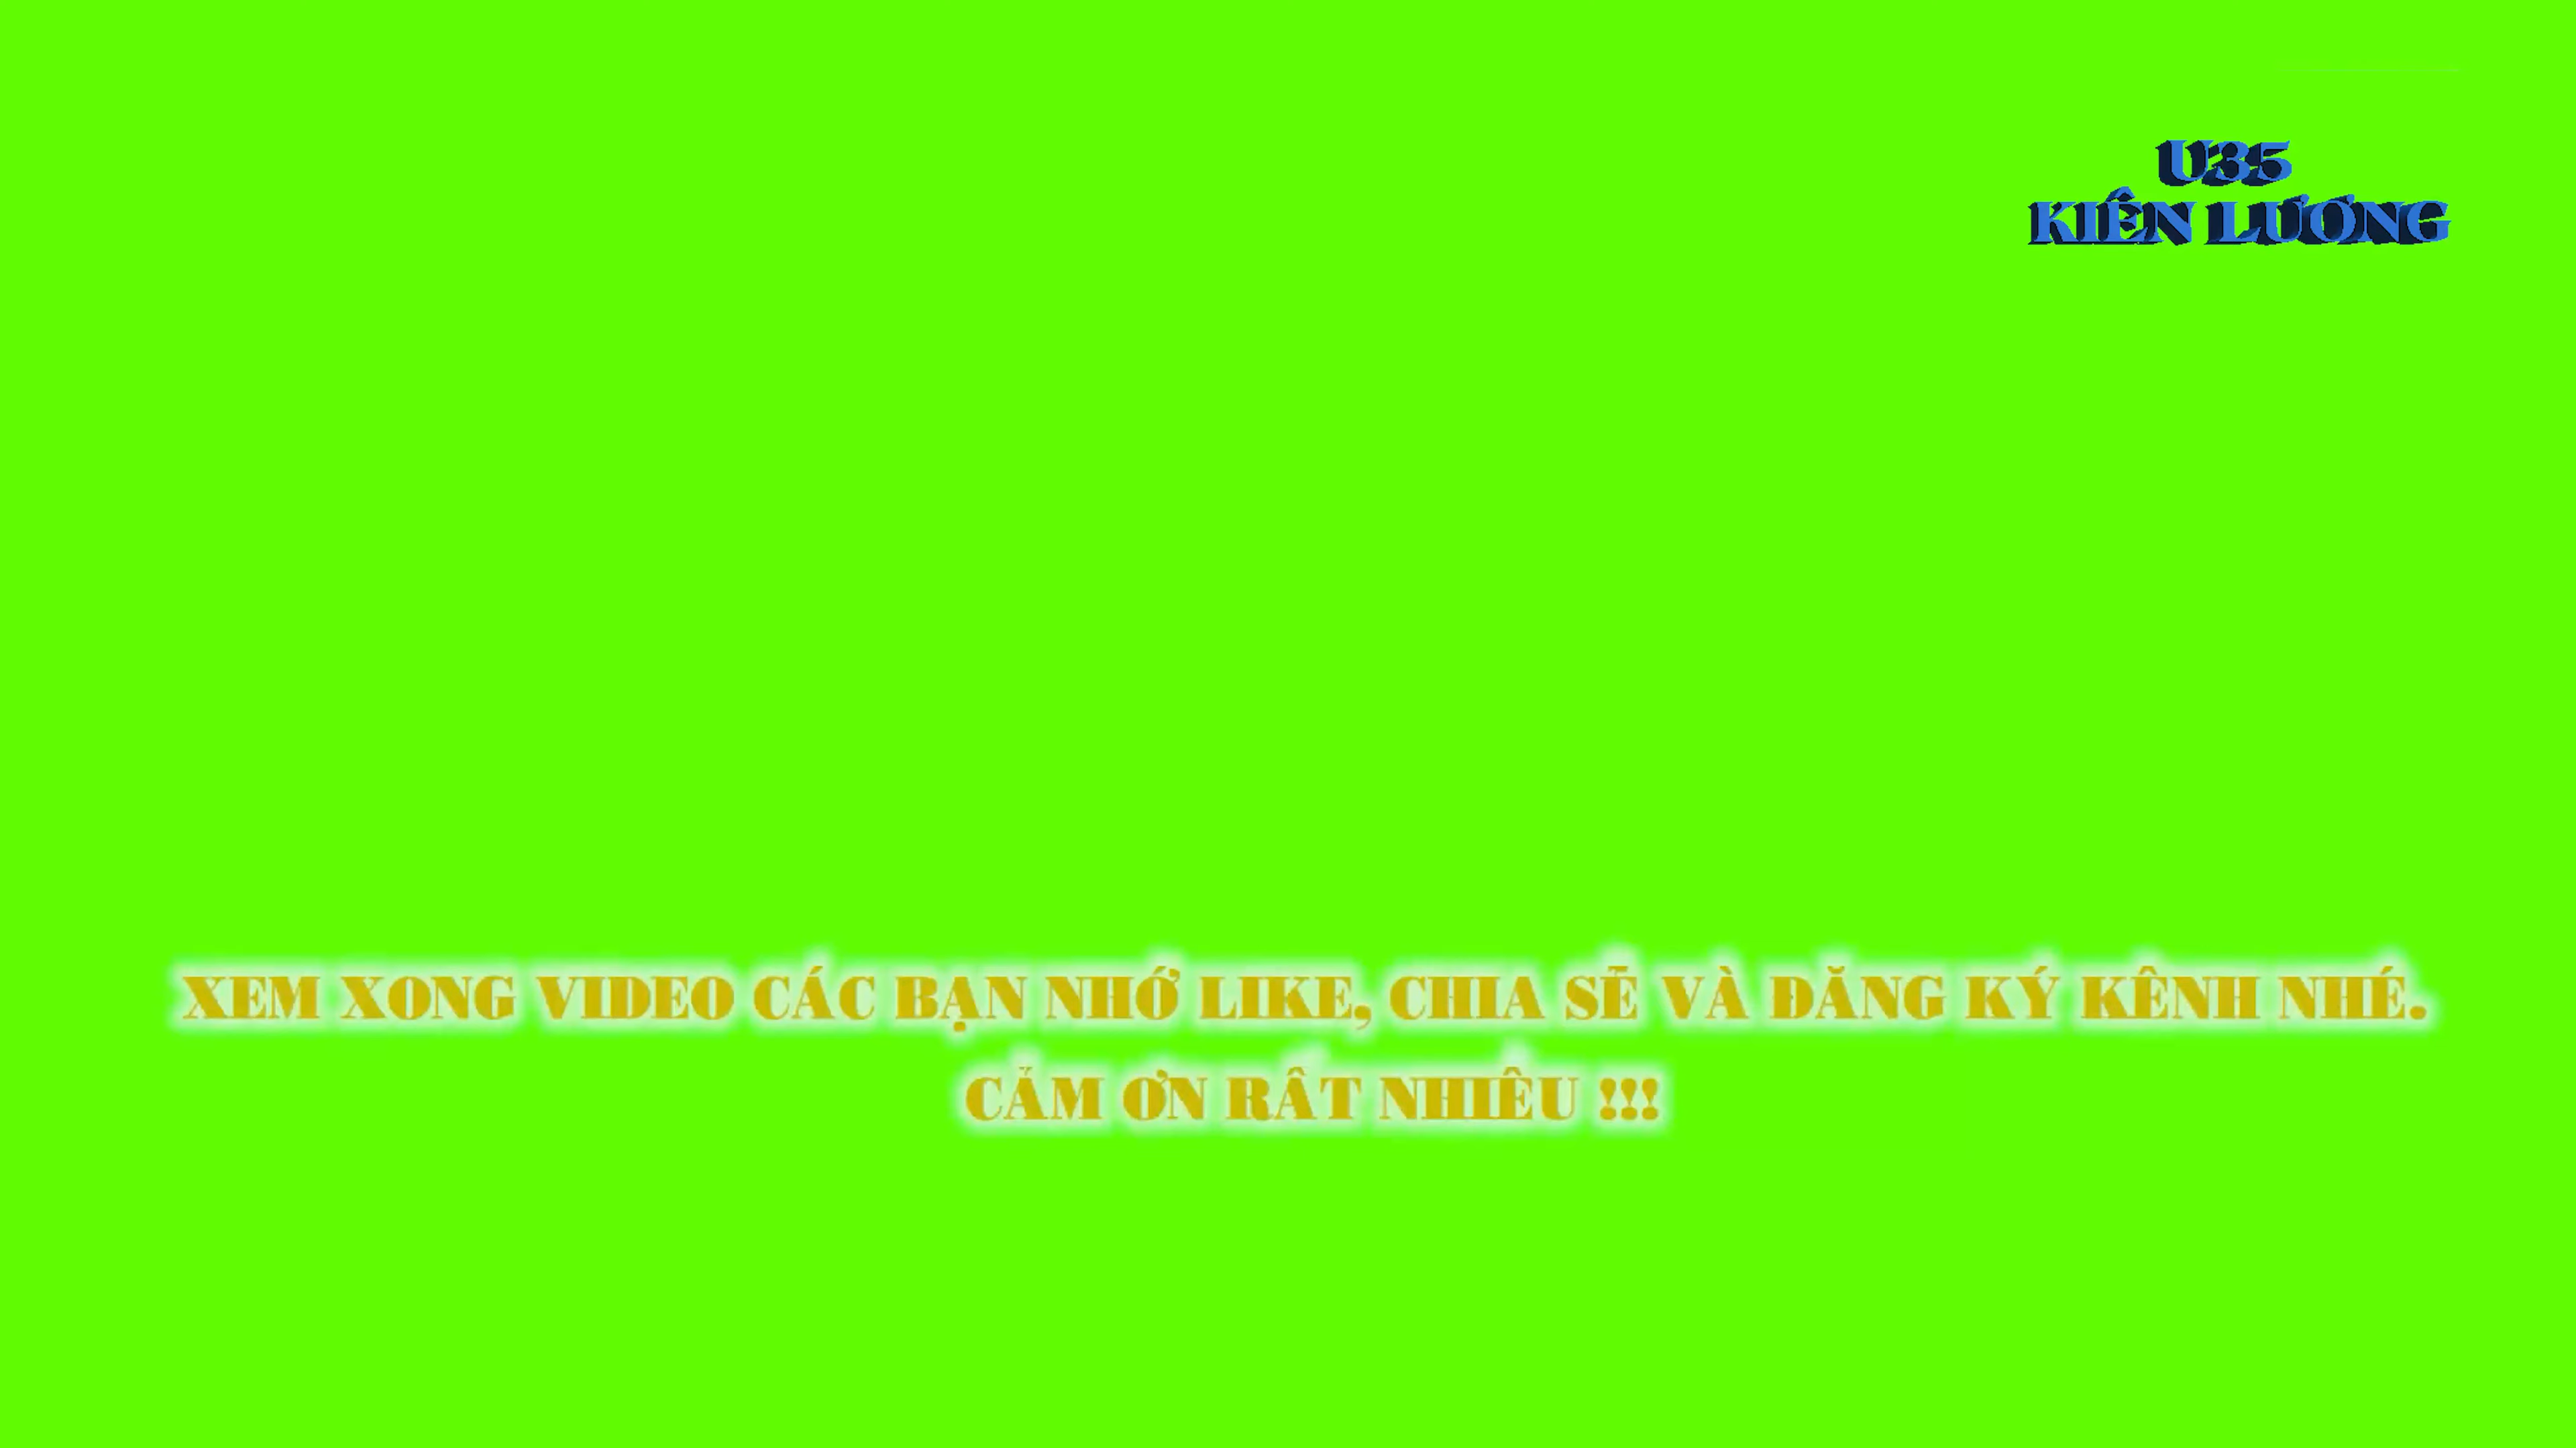 U35
KIÊN LƯƠNG
XEM XONG VIDEO CÁC BẠN NHỚ LIKE, CHIA SẼ VÀ ĐĂNG KÝ KÊNH NHÉ.
CẢM ƠN RẤT NHIỀU !!!